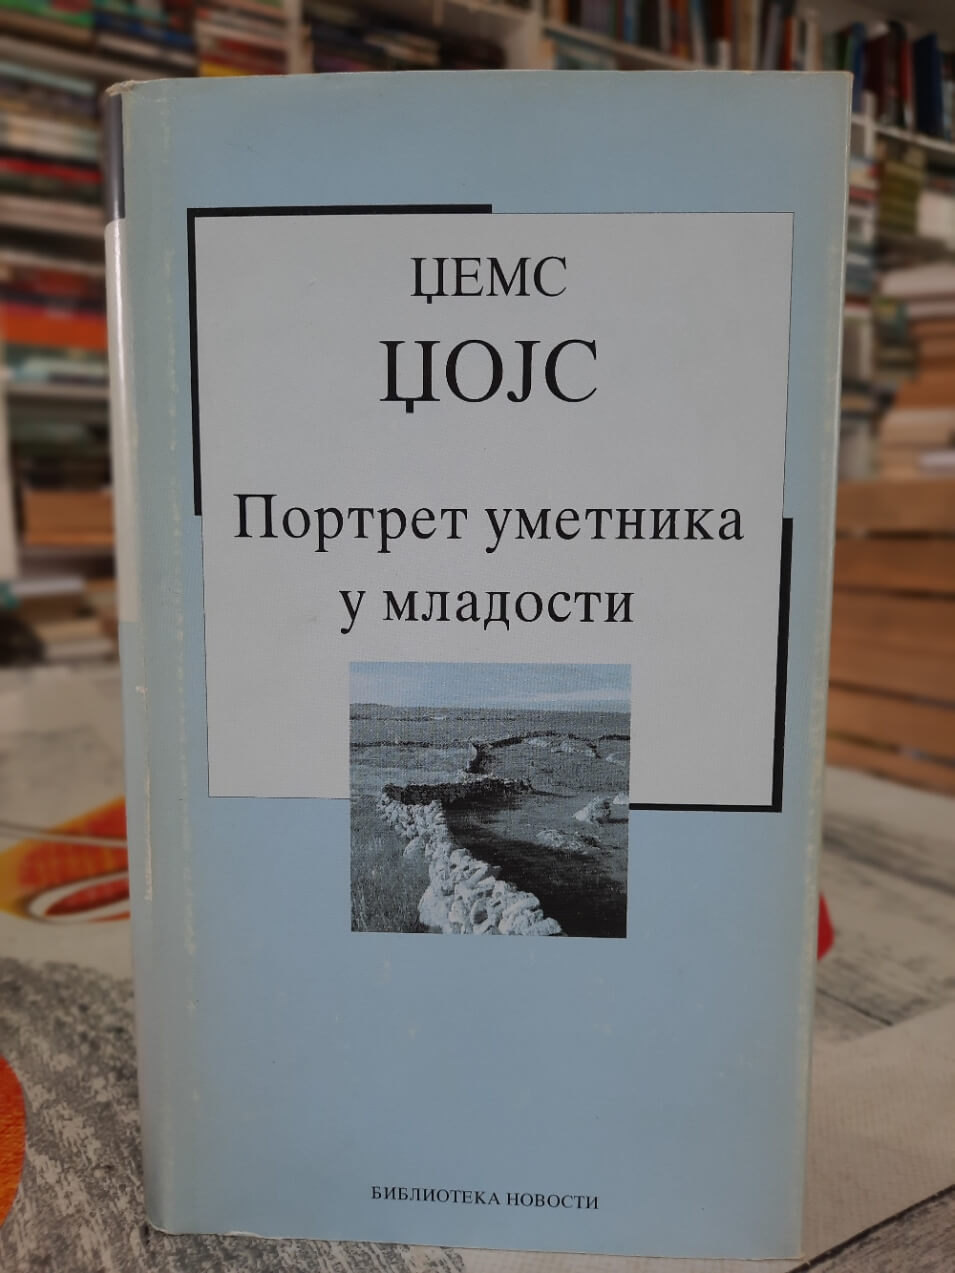 ЏЕМС
ЏОЈС
Портрет уметника
у младости
БИБЛИОТЕКА НОВОСТИ